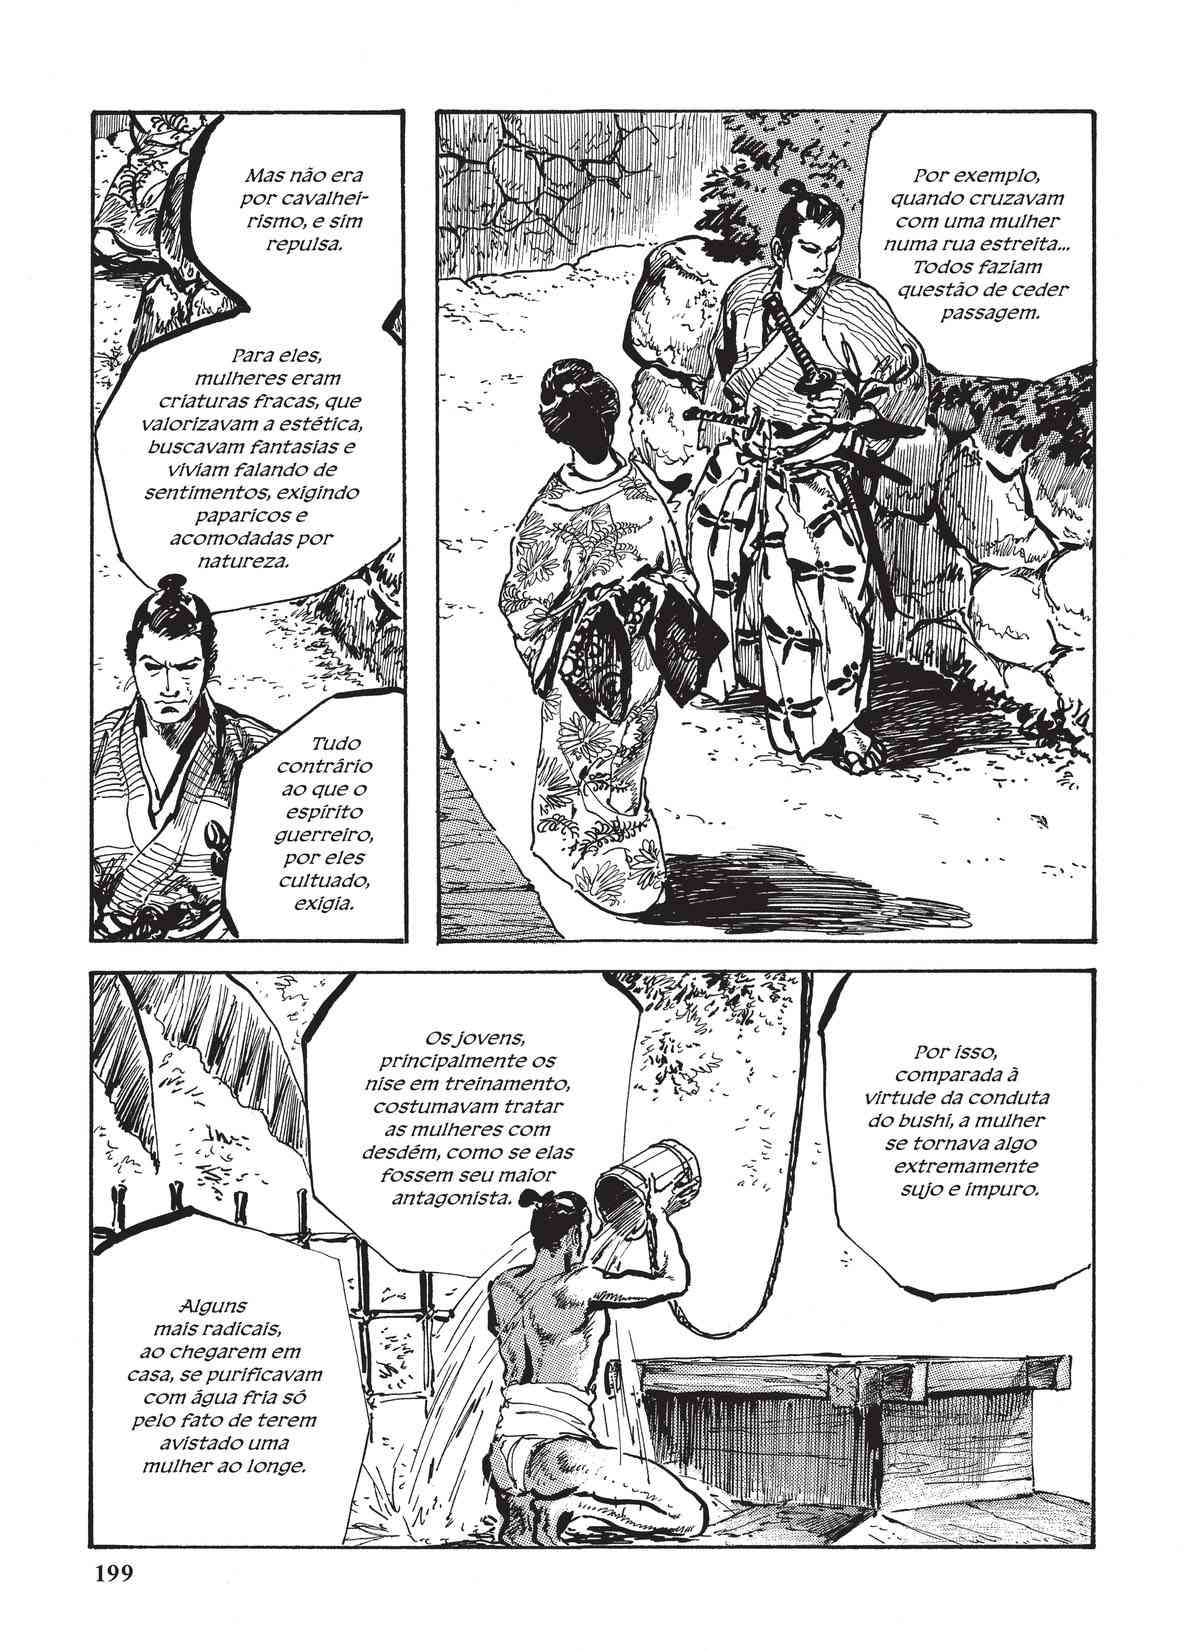 Por exemplo,
quando cruzavam
com uma mulher
numa rua estreita...
Todos faziam
questão de ceder
passagem.
Mas não era
por cavalhei-
rismo, e sim
repulsa.
Para eles,
mulheres eram
criaturas fracas, que
valorizavam a estética,
buscavam fantasias e
viviam falando de
sentimentos, exigindo
paparicos e
acomodadas por
natureza.
Tudo
contrário
ao que o
espírito
guerreiro,
por eles
cultuado,
exigia.
Por isso,
comparada à
virtude da conduta
do bushi, a mulher
se tornava algo
extremamente
sujo e impuro.
Os jovens,
principalmente os
nise em treinamento,
costumavam tratar
as mulheres com
desdém, como se elas
fossem seu maior
antagonista.
Alguns
mais radicais,
ao chegarem em
casa, se purificavam
com água fria só
pelo fato de terem
avistado uma
mulher ao longe.
199